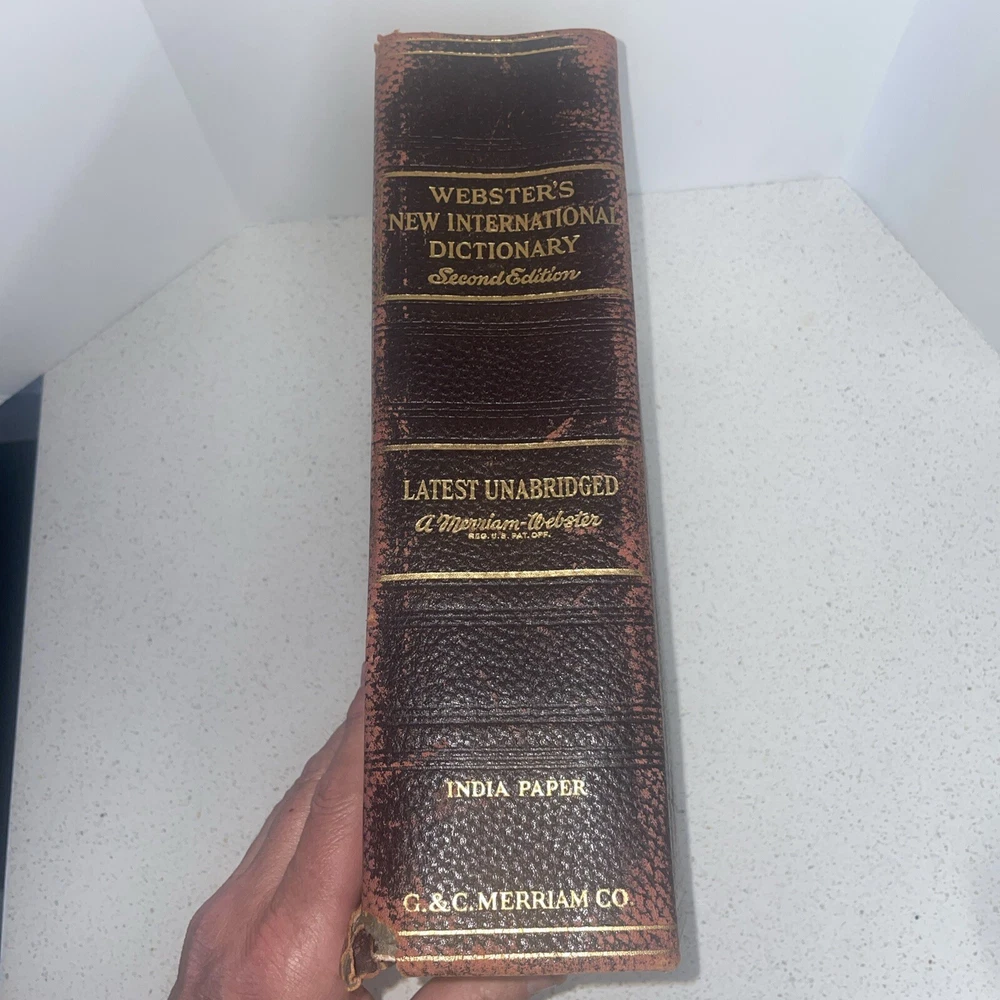 WEBSTER'S
NEW INTERNATIONAL
DICTIONARY
Second Edition
LATEST UNABRIDGED
A Merriam-Webster
REG. U.S. PAT. OFF.
INDIA PAPER
G. & C. MERRIAM CO.